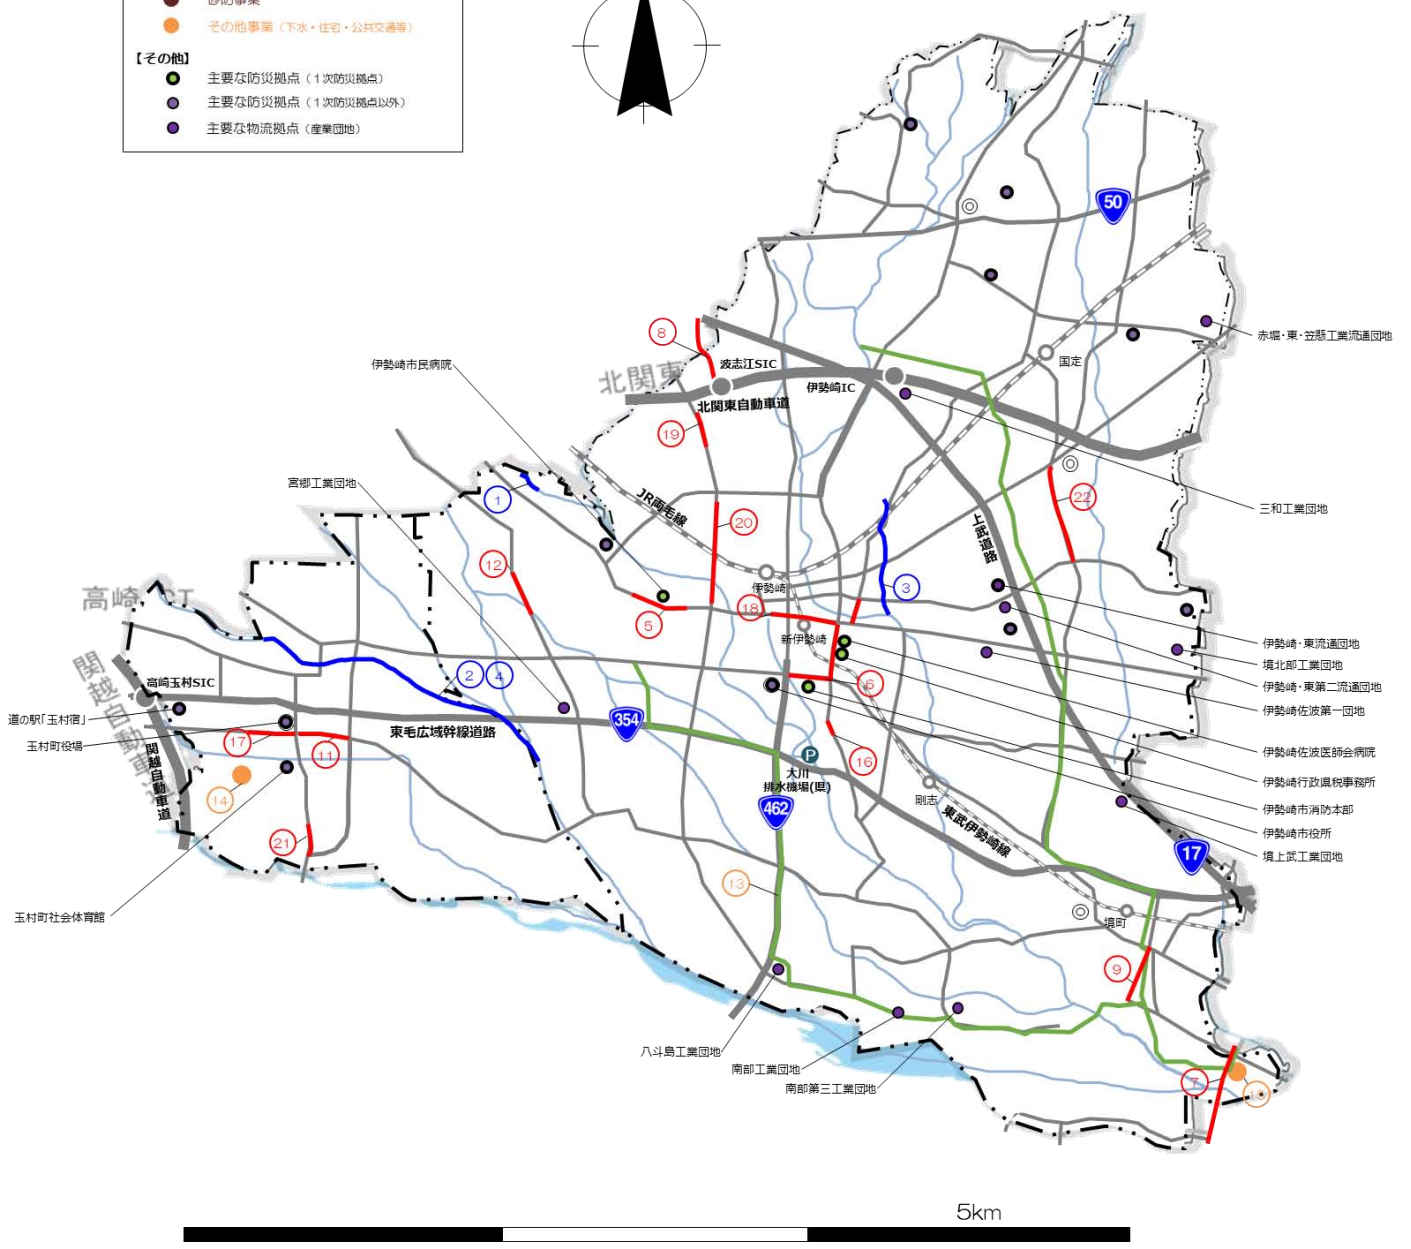 砂防事業
その他事業（下水・住宅・公共交通等）
【その他】
主要な防災拠点（１次防災拠点）
主要な防災拠点（１次防災拠点以外）
主要な物流拠点（産業団地）
50
赤堀・東・笠懸工業流通団地
国定
8
波志江SIC
伊勢崎IC
伊勢崎市民病院
北関東
北関東自動車道
19
宮郷工業団地
1
JR両毛線
20
22
三和工業団地
上武道路
12
伊勢崎
3
高崎JCT
18
5
新伊勢崎
伊勢崎・東流通団地
境北部工業団地
伊勢崎・東第二流通団地
伊勢崎佐波第一団地
関越自動車道
高崎玉村SIC
2
4
6
道の駅「玉村宿」
354
東毛広域幹線道路
玉村町役場
17
11
関越自動車道
P
大川
排水機場(県)
16
伊勢崎佐波医師会病院
伊勢崎行政県税事務所
伊勢崎市消防本部
伊勢崎市役所
境上武工業団地
14
462
剛志
東武伊勢崎線
17
21
13
玉村町社会体育館
境町
9
八斗島工業団地
南部工業団地
南部第三工業団地
7
15
5km